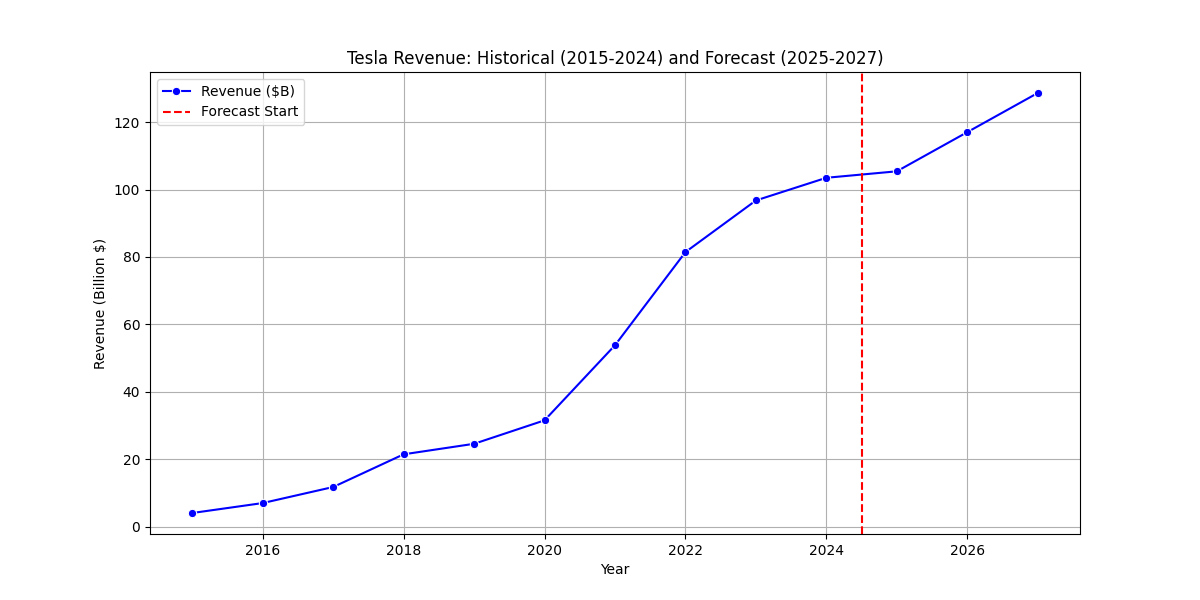 Tesla Revenue: Historical (2015-2024) and Forecast (2025-2027)
Revenue ($B)
Forecast Start
120
100
80
60
40
20
0
Revenue (Billion $)
2016 2018 2020 2022 2024 2026
Year